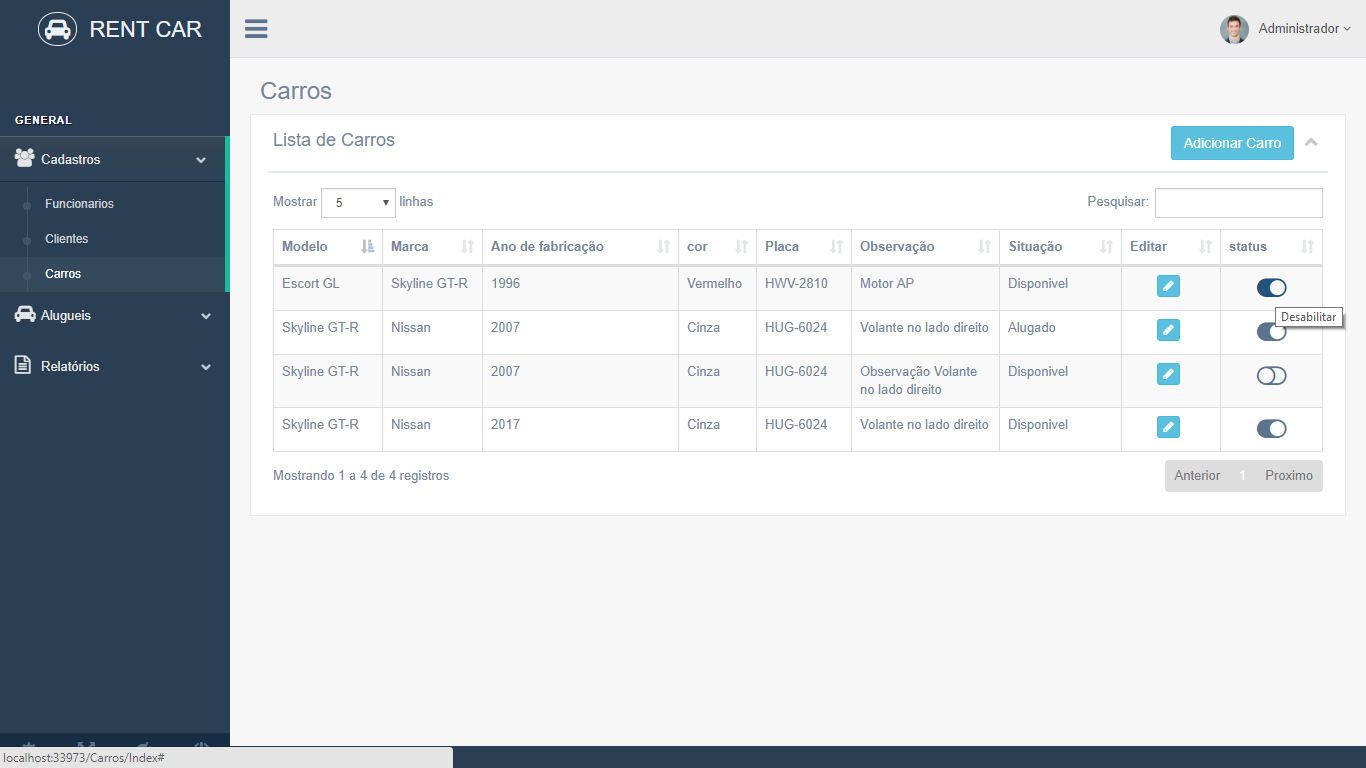 RENT CAR
Administrador
GENERAL
Cadastros
Funcionarios
Clientes
Carros
Alugueis
Relatórios
Carros
Lista de Carros
Adicionar Carro
Mostrar 5 linhas
Pesquisar:
Modelo Marca Ano de fabricação cor Placa Observação Situação Editar status
Escort GL Skyline GT-R 1996 Vermelho HWV-2810 Motor AP Disponivel
Desabilitar
Skyline GT-R Nissan 2007 Cinza HUG-6024 Volante no lado direito Alugado
Skyline GT-R Nissan 2007 Cinza HUG-6024 Observação Volante Disponivel
no lado direito
Skyline GT-R Nissan 2017 Cinza HUG-6024 Volante no lado direito Disponivel
Mostrando 1 a 4 de 4 registros
Anterior 1 Proximo
localhost:33973/Carros/Index#